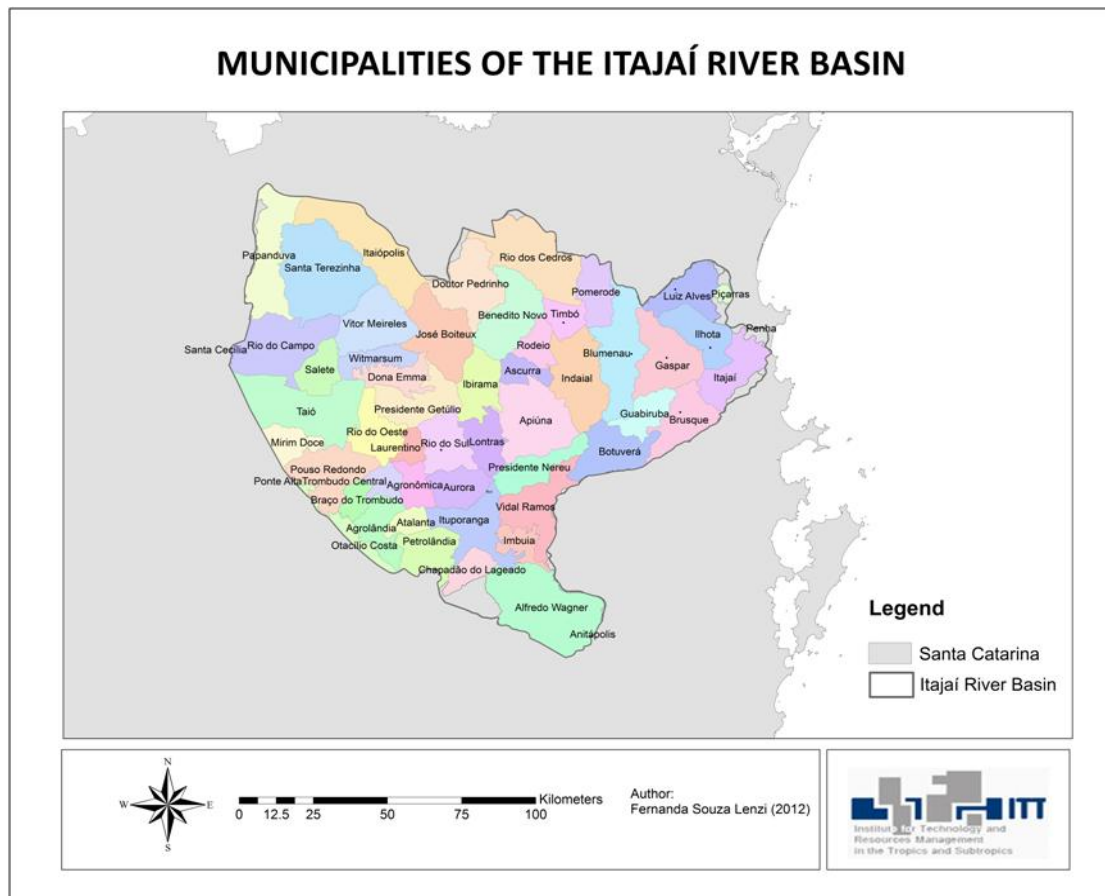 MUNICIPALITIES OF THE ITAJAÍ RIVER BASIN
Papanduva
Itaiópolis
Santa Terezinha
Rio dos Cedros
Doutor Pedrinho
Pomerode
Luiz Alves
Piçarras
Benedito Novo
Timbó
Vitor Meireles
José Boiteux
Penha
Ilhota
Santa Cecília
Rio do Campo
Witmarsum
Rodeio
Blumenau
Gaspar
Salete
Dona Emma
Ibirama
Ascurra
Indaial
Itajaí
Taió
Presidente Getúlio
Apiúna
Guabiruba
Brusque
Rio do Oeste
Mirim Doce
Laurentino
Rio do Sul
Lontras
Botuverá
Pouso Redondo
Presidente Nereu
Ponte Alta
Trombudo Central
Agronômica
Aurora
Braço do Trombudo
Vidal Ramos
Atalanta
Ituporanga
Agrolândia
Otacílio Costa
Petrolândia
Imbuia
Chapadão do Lageado
Alfredo Wagner
Anitápolis
Legend
Santa Catarina
Itajaí River Basin
N
W
E
S
0 12.5 25 50 75 100
Kilometers
Author:
Fernanda Souza Lenzi (2012)
ITT
Institute for Technology and
Resources Management
in the Tropics and Subtropics